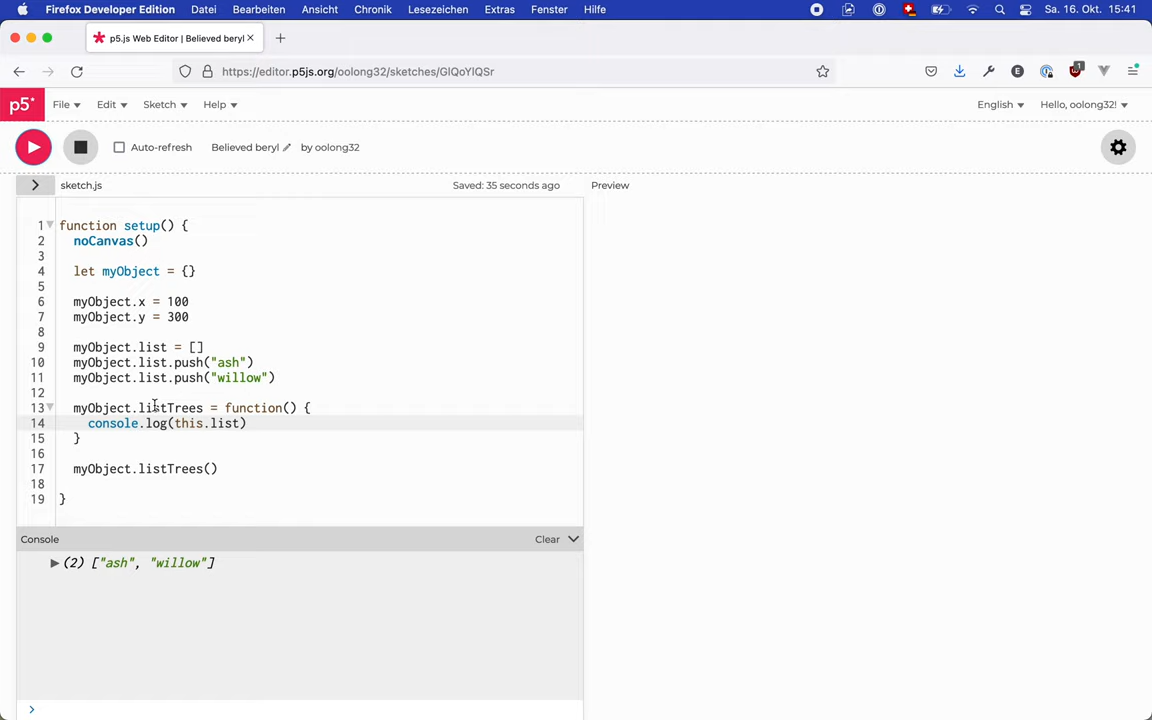 Firefox Developer Edition Datei Bearbeiten Ansicht Chronik Lesezeichen Extras Fenster Hilfe Sa. 16. Okt. 15:41
p5.js Web Editor | Believed beryl
https://editor.p5js.org/oolong32/sketches/GIQoYIQSr
p5* File Edit Sketch Help English Hello, oolong32!
Auto-refresh Believed beryl by oolong32
sketch.js Saved: 35 seconds ago Preview
1 function setup() {
2 noCanvas()
3
4 let myObject = {}
5
6 myObject.x = 100
7 myObject.y = 300
8
9 myObject.list = []
10 myObject.list.push("ash")
11 myObject.list.push("willow")
12
13 myObject.listTrees = function() {
14 console.log(this.list)
15 }
16
17 myObject.listTrees()
18
19 }
Console Clear
(2) ["ash", "willow"]